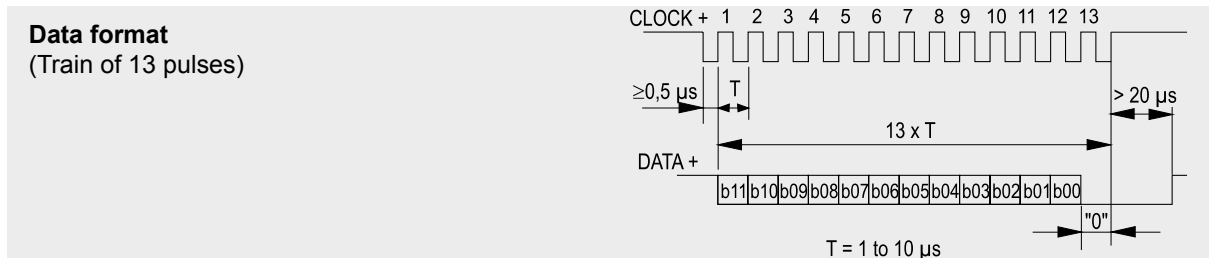 Data format
(Train of 13 pulses)
CLOCK + 1 2 3 4 5 6 7 8 9 10 11 12 13
≥0,5 µs T > 20 µs
13 x T
DATA +
b11 b10 b09 b08 b07 b06 b05 b04 b03 b02 b01 b00
"0"
T = 1 to 10 µs